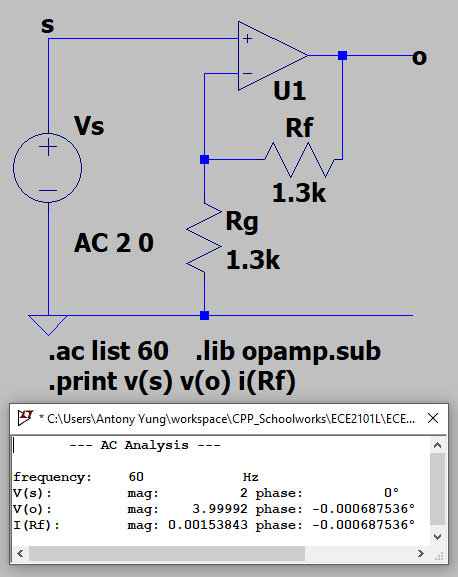 s
+
−
o
U1
Vs
+
−
Rf
1.3k
Rg
1.3k
AC 2 0
.ac list 60 .lib opamp.sub
.print v(s) v(o) i(Rf)
* C:\Users\Antony Yung\workspace\CPP_Schoolworks\ECE2101L\ECE...
--- AC Analysis ---
frequency: 60 Hz
V(s): mag: 2 phase: 0°
V(o): mag: 3.99992 phase: -0.000687536°
I(Rf): mag: 0.00153843 phase: -0.000687536°